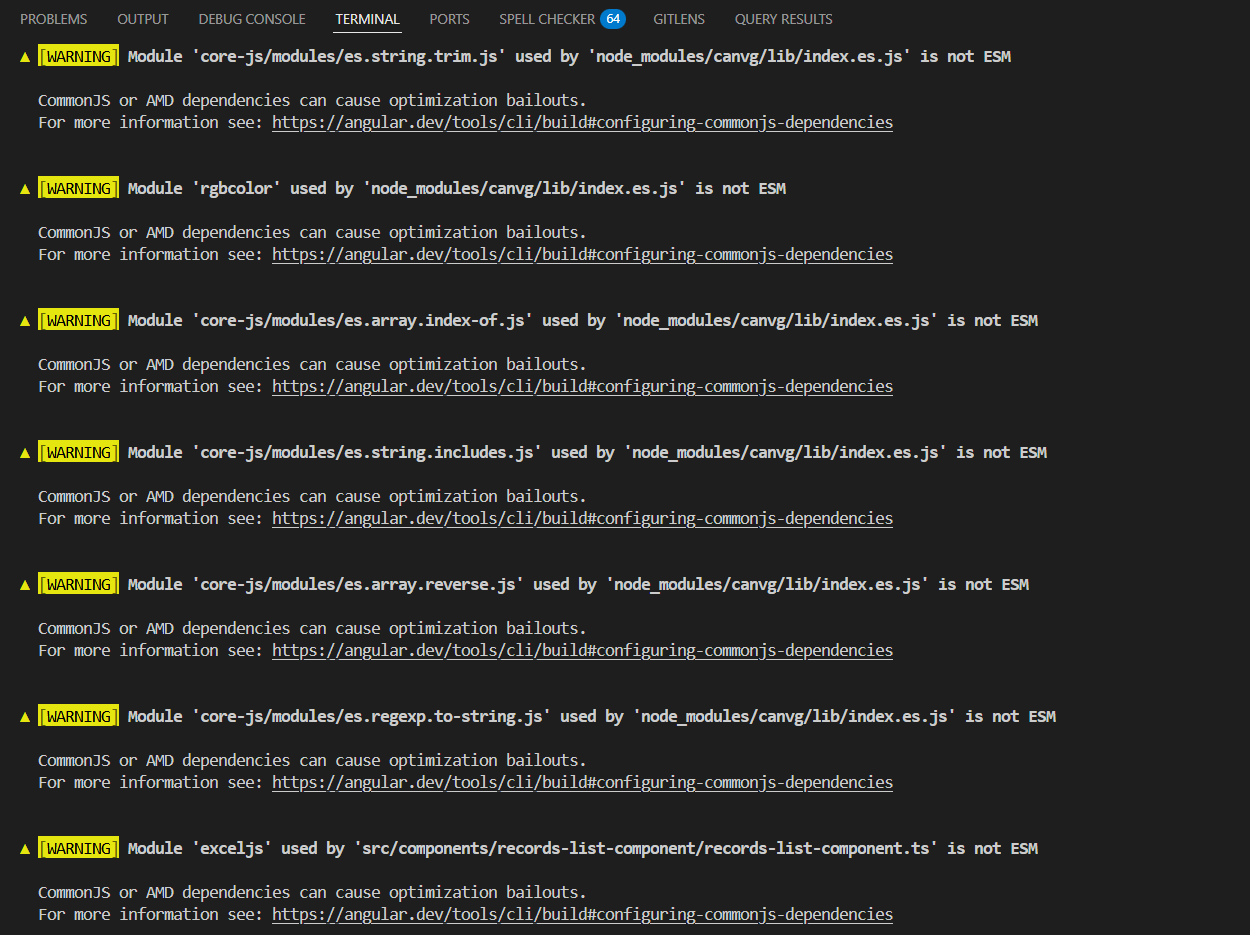 PROBLEMS OUTPUT DEBUG CONSOLE TERMINAL PORTS SPELL CHECKER 64 GITLENS QUERY RESULTS
▲ [WARNING] Module 'core-js/modules/es.string.trim.js' used by 'node_modules/canvg/lib/index.es.js' is not ESM
CommonJS or AMD dependencies can cause optimization bailouts.
For more information see: https://angular.dev/tools/cli/build#configuring-commonjs-dependencies
▲ [WARNING] Module 'rgbcolor' used by 'node_modules/canvg/lib/index.es.js' is not ESM
CommonJS or AMD dependencies can cause optimization bailouts.
For more information see: https://angular.dev/tools/cli/build#configuring-commonjs-dependencies
▲ [WARNING] Module 'core-js/modules/es.array.index-of.js' used by 'node_modules/canvg/lib/index.es.js' is not ESM
CommonJS or AMD dependencies can cause optimization bailouts.
For more information see: https://angular.dev/tools/cli/build#configuring-commonjs-dependencies
▲ [WARNING] Module 'core-js/modules/es.string.includes.js' used by 'node_modules/canvg/lib/index.es.js' is not ESM
CommonJS or AMD dependencies can cause optimization bailouts.
For more information see: https://angular.dev/tools/cli/build#configuring-commonjs-dependencies
▲ [WARNING] Module 'core-js/modules/es.array.reverse.js' used by 'node_modules/canvg/lib/index.es.js' is not ESM
CommonJS or AMD dependencies can cause optimization bailouts.
For more information see: https://angular.dev/tools/cli/build#configuring-commonjs-dependencies
▲ [WARNING] Module 'core-js/modules/es.regexp.to-string.js' used by 'node_modules/canvg/lib/index.es.js' is not ESM
CommonJS or AMD dependencies can cause optimization bailouts.
For more information see: https://angular.dev/tools/cli/build#configuring-commonjs-dependencies
▲ [WARNING] Module 'exceljs' used by 'src/components/records-list-component/records-list-component.ts' is not ESM
CommonJS or AMD dependencies can cause optimization bailouts.
For more information see: https://angular.dev/tools/cli/build#configuring-commonjs-dependencies